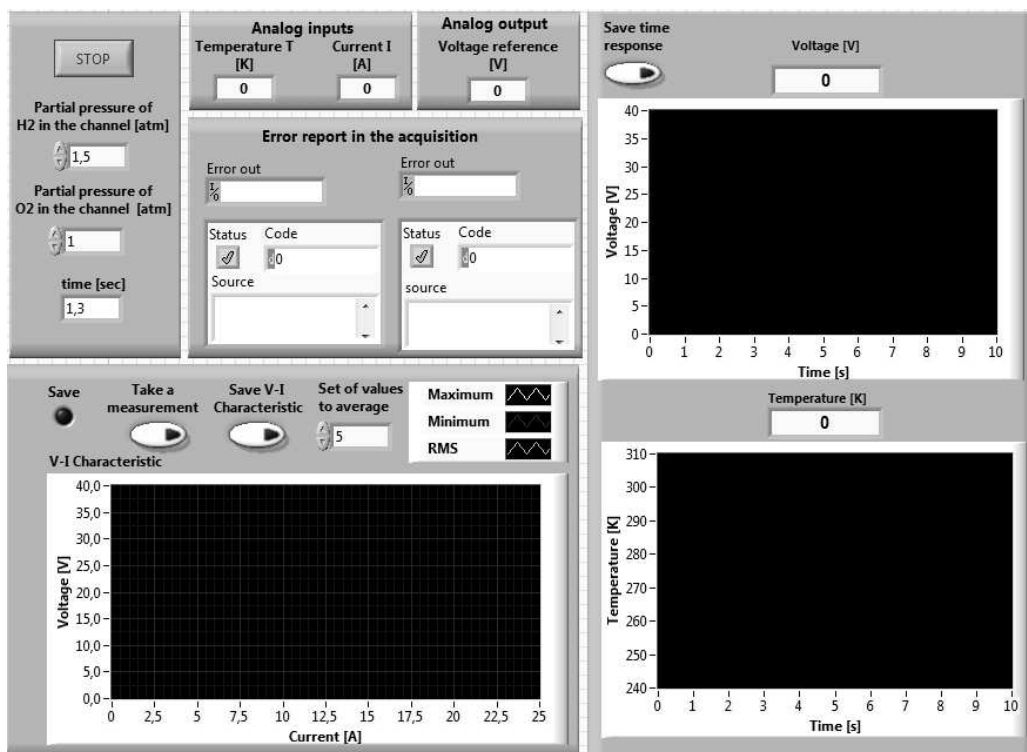 STOP
Partial pressure of
H2 in the channel [atm]
1,5
Partial pressure of
O2 in the channel [atm]
1
time [sec]
1,3
Analog inputs
Temperature T
[K]
0
Current I
[A]
0
Analog output
Voltage reference
[V]
0
Error report in the acquisition
Error out
Status Code
0
Source
Error out
Status Code
0
source
Save time
response
Voltage [V]
0
Voltage [V]
40
35
30
25
20
15
10
5
0
0 1 2 3 4 5 6 7 8 9 10
Time [s]
Save
Take a
measurement
Save V-I
Characteristic
Set of values
to average
5
Maximum
Minimum
RMS
V-I Characteristic
Voltage [V]
40,0
35,0
30,0
25,0
20,0
15,0
10,0
5,0
0,0
0 2,5 5 7,5 10 12,5 15 17,5 20 22,5 25
Current [A]
Temperature [K]
0
Temperature [K]
310
300
290
280
270
260
250
240
0 1 2 3 4 5 6 7 8 9 10
Time [s]